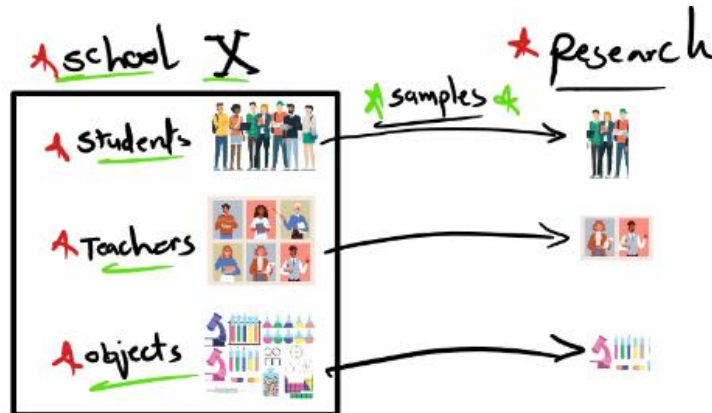 school X
Research
samples
Students
Teachers
objects